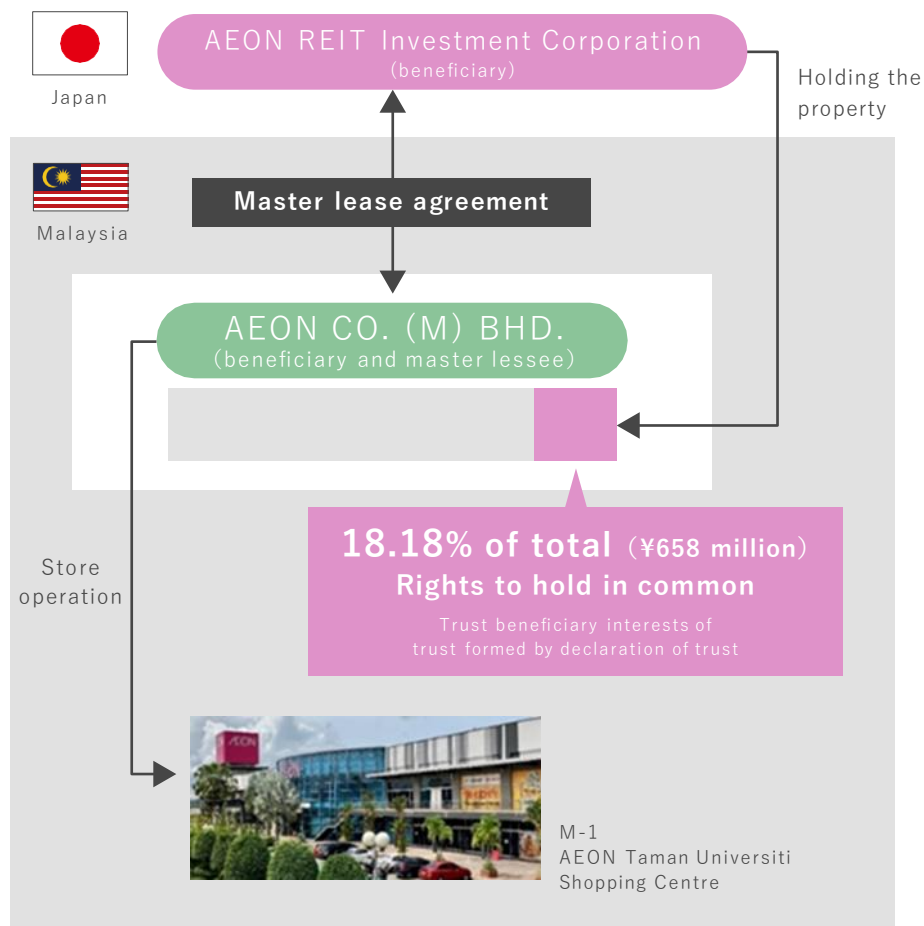 AEON REIT Investment Corporation
(beneficiary)
Japan
Holding the
property
Malaysia
Master lease agreement
AEON CO. (M) BHD.
(beneficiary and master lessee)
18.18% of total (¥658 million)
Rights to hold in common
Trust beneficiary interests of
trust formed by declaration of trust
Store
operation
AEON
M-1
AEON Taman Universiti
Shopping Centre